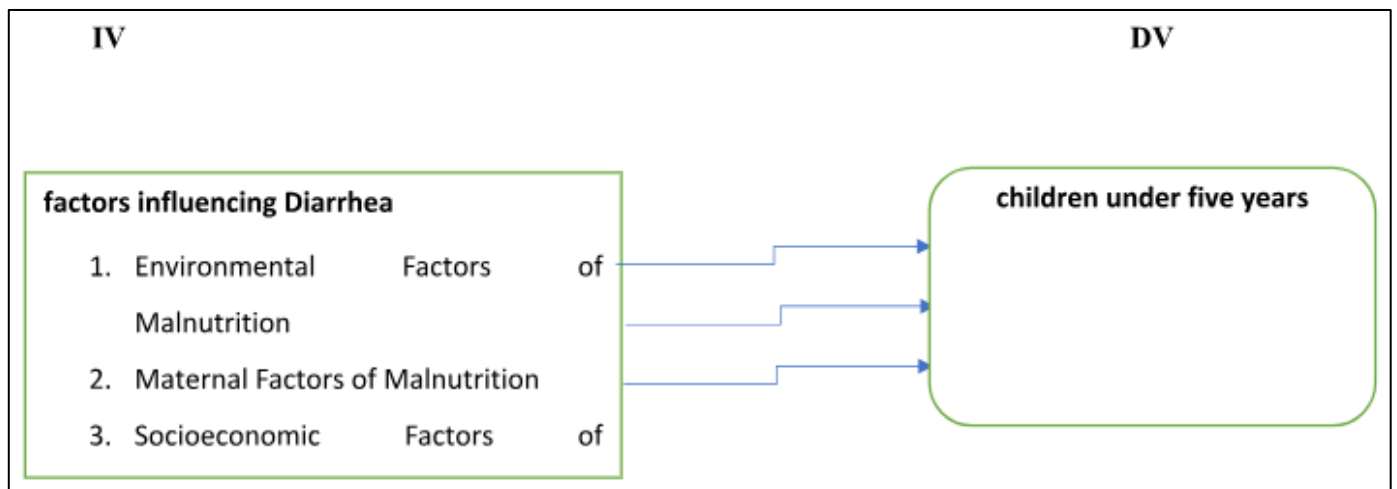 IV
DV
factors influencing Diarrhea
1. Environmental Factors of
Malnutrition
2. Maternal Factors of Malnutrition
3. Socioeconomic Factors of
children under five years